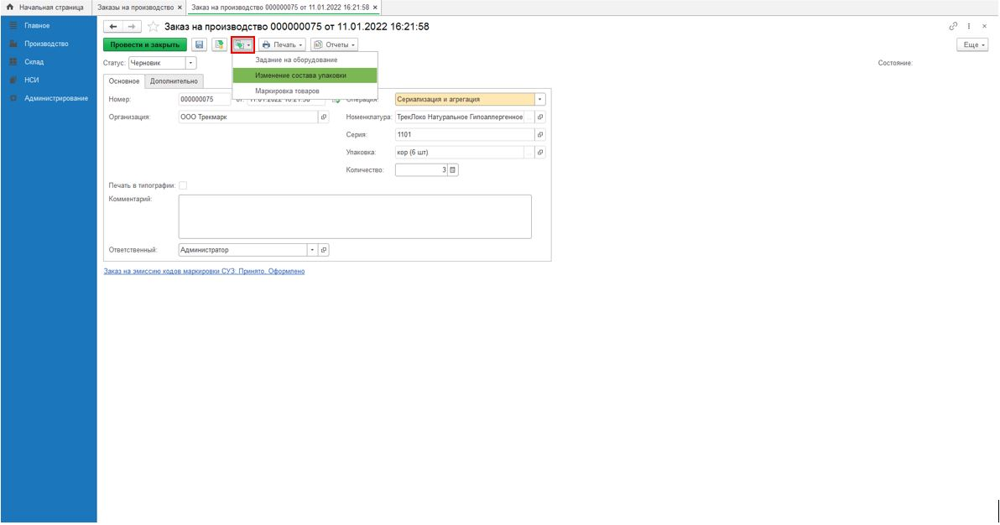 Начальная страница
Заказы на производство ×
Заказ на производство 000000075 от 11.01.2022 16:21:58 ×
Главное
Производство
Склад
НСИ
Администрирование
Заказ на производство 000000075 от 11.01.2022 16:21:58
Провести и закрыть
Печать
Отчеты
Еще
Статус: Черновик
Состояние:
Задание на оборудование
Изменение состава упаковки
Маркировка товаров
Основное
Дополнительно
Номер: 000000075 от: 11.01.2022 16:21:58
Операция: Сериализация и агрегация
Организация: ООО Трекмарк
Номенклатура: ТрекЛоко Натуральное Гипоаллергенное
Серия: 1101
Упаковка: кор (6 шт)
Количество: 3
Печать в типографии:
Комментарий:
Ответственный: Администратор
Заказ на эмиссию кодов маркировки СУЗ: Принято. Оформлено